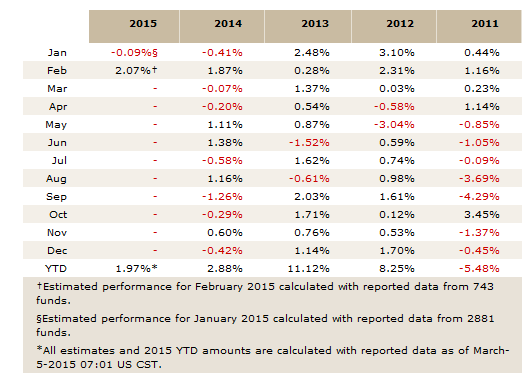 2015 2014 2013 2012 2011
Jan -0.09%§ -0.41% 2.48% 3.10% 0.44%
Feb 2.07%† 1.87% 0.28% 2.31% 1.16%
Mar - -0.07% 1.37% 0.03% 0.23%
Apr - -0.20% 0.54% -0.58% 1.14%
May - 1.11% 0.87% -3.04% -0.85%
Jun - 1.38% -1.52% 0.59% -1.05%
Jul - -0.58% 1.62% 0.74% -0.09%
Aug - 1.16% -0.61% 0.98% -3.69%
Sep - -1.26% 2.03% 1.61% -4.29%
Oct - -0.29% 1.71% 0.12% 3.45%
Nov - 0.60% 0.76% 0.53% -1.37%
Dec - -0.42% 1.14% 1.70% -0.45%
YTD 1.97%* 2.88% 11.12% 8.25% -5.48%
†Estimated performance for February 2015 calculated with reported data from 743
funds.
§Estimated performance for January 2015 calculated with reported data from 2881
funds.
*All estimates and 2015 YTD amounts are calculated with reported data as of March-
5-2015 07:01 US CST.